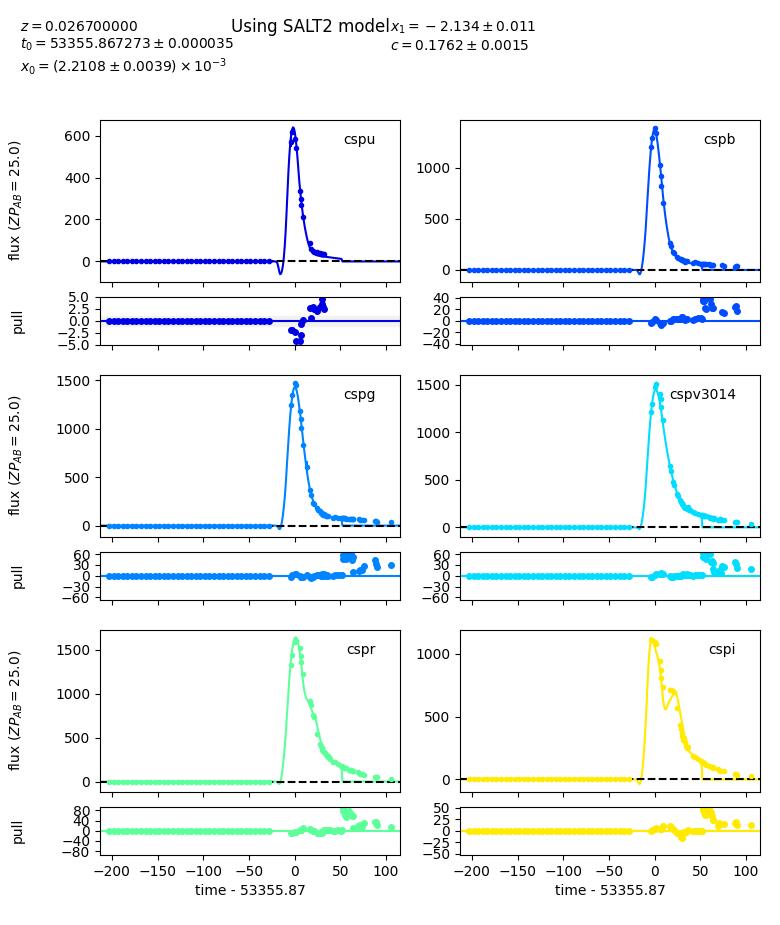 Using SALT2 model
z = 0.026700000
x₁ = −2.134 ± 0.011
t₀ = 53355.867273 ± 0.000035
c = 0.1762 ± 0.0015
x₀ = (2.2108 ± 0.0039) × 10⁻³
flux (ZP_AB = 25.0)
600
400
200
0
cspu
1000
500
0
cspb
pull
5.0
2.5
0.0
−2.5
−5.0
40
20
0
−20
−40
flux (ZP_AB = 25.0)
1500
1000
500
0
cspg
1500
1000
500
0
cspv3014
pull
60
30
0
−30
−60
60
30
0
−30
−60
flux (ZP_AB = 25.0)
1500
1000
500
0
cspr
1000
500
0
cspi
pull
80
40
0
−40
−80
50
25
0
−25
−50
−200 −150 −100 −50 0 50 100
−200 −150 −100 −50 0 50 100
time - 53355.87
time - 53355.87